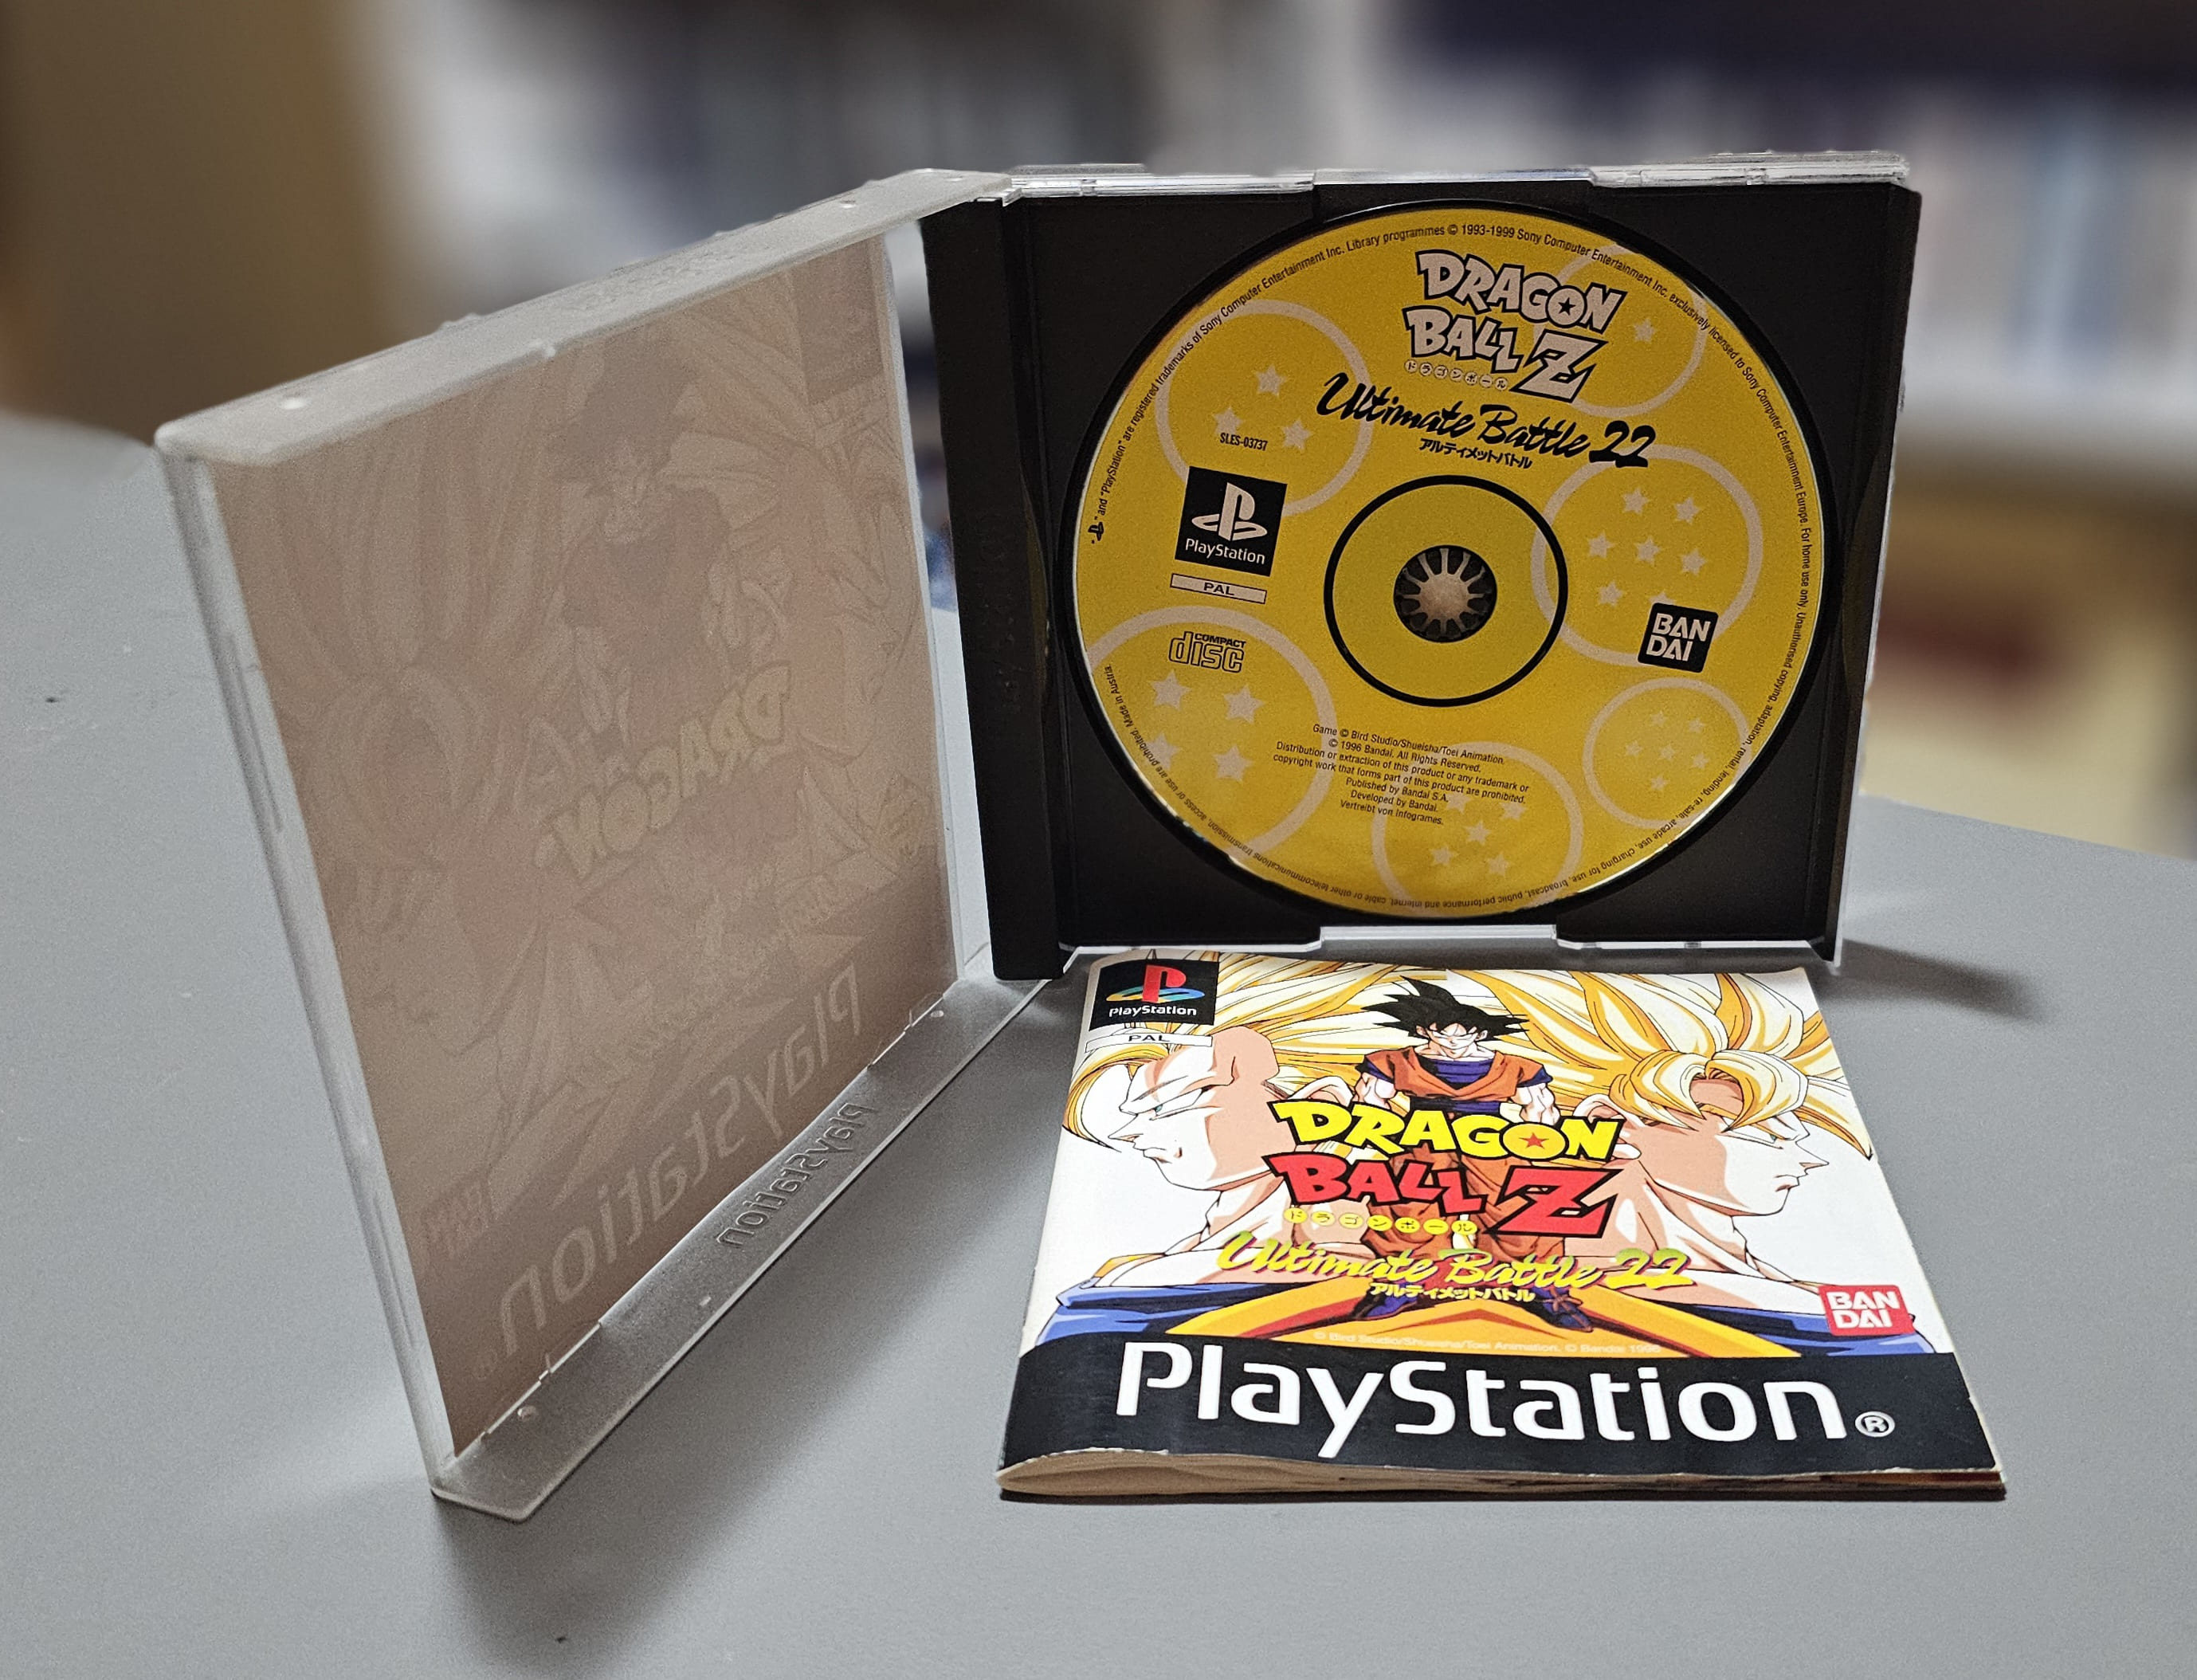 "PS" and "PlayStation" are registered trademarks of Sony Computer Entertainment Inc. Library programmes © 1993-1999 Sony Computer Entertainment Inc. exclusively licensed to Sony Computer Entertainment Europe. For home use only. Unauthorised copying, adaptation, rental, lending, re-sale, arcade use, charging for use, broadcast, public performance and internet, cable or other telecommunications transmission, access or use are prohibited. Made in Austria.
DRAGON
BALL Z
ドラゴンボール
Ultimate Battle 22
アルティメットバトル
SLES-03737
PlayStation
PAL
BAN
DAI
COMPACT
disc
Game © Bird Studio/Shueisha/Toei Animation.
© 1996 Bandai. All Rights Reserved.
Distribution or extraction of this product or any trademark or
copyright work that forms part of this product are prohibited.
Published by Bandai S.A.
Developed by Bandai.
Vertreibt von Infogrames.
DRAGON
PlayStation
PlayStation
PlayStation
PAL
DRAGON
BALL Z
ドラゴンボール
Ultimate Battle 22
アルティメットバトル
BAN
DAI
© Bird Studio/Shueisha/Toei Animation. © Bandai 1996
PlayStation®